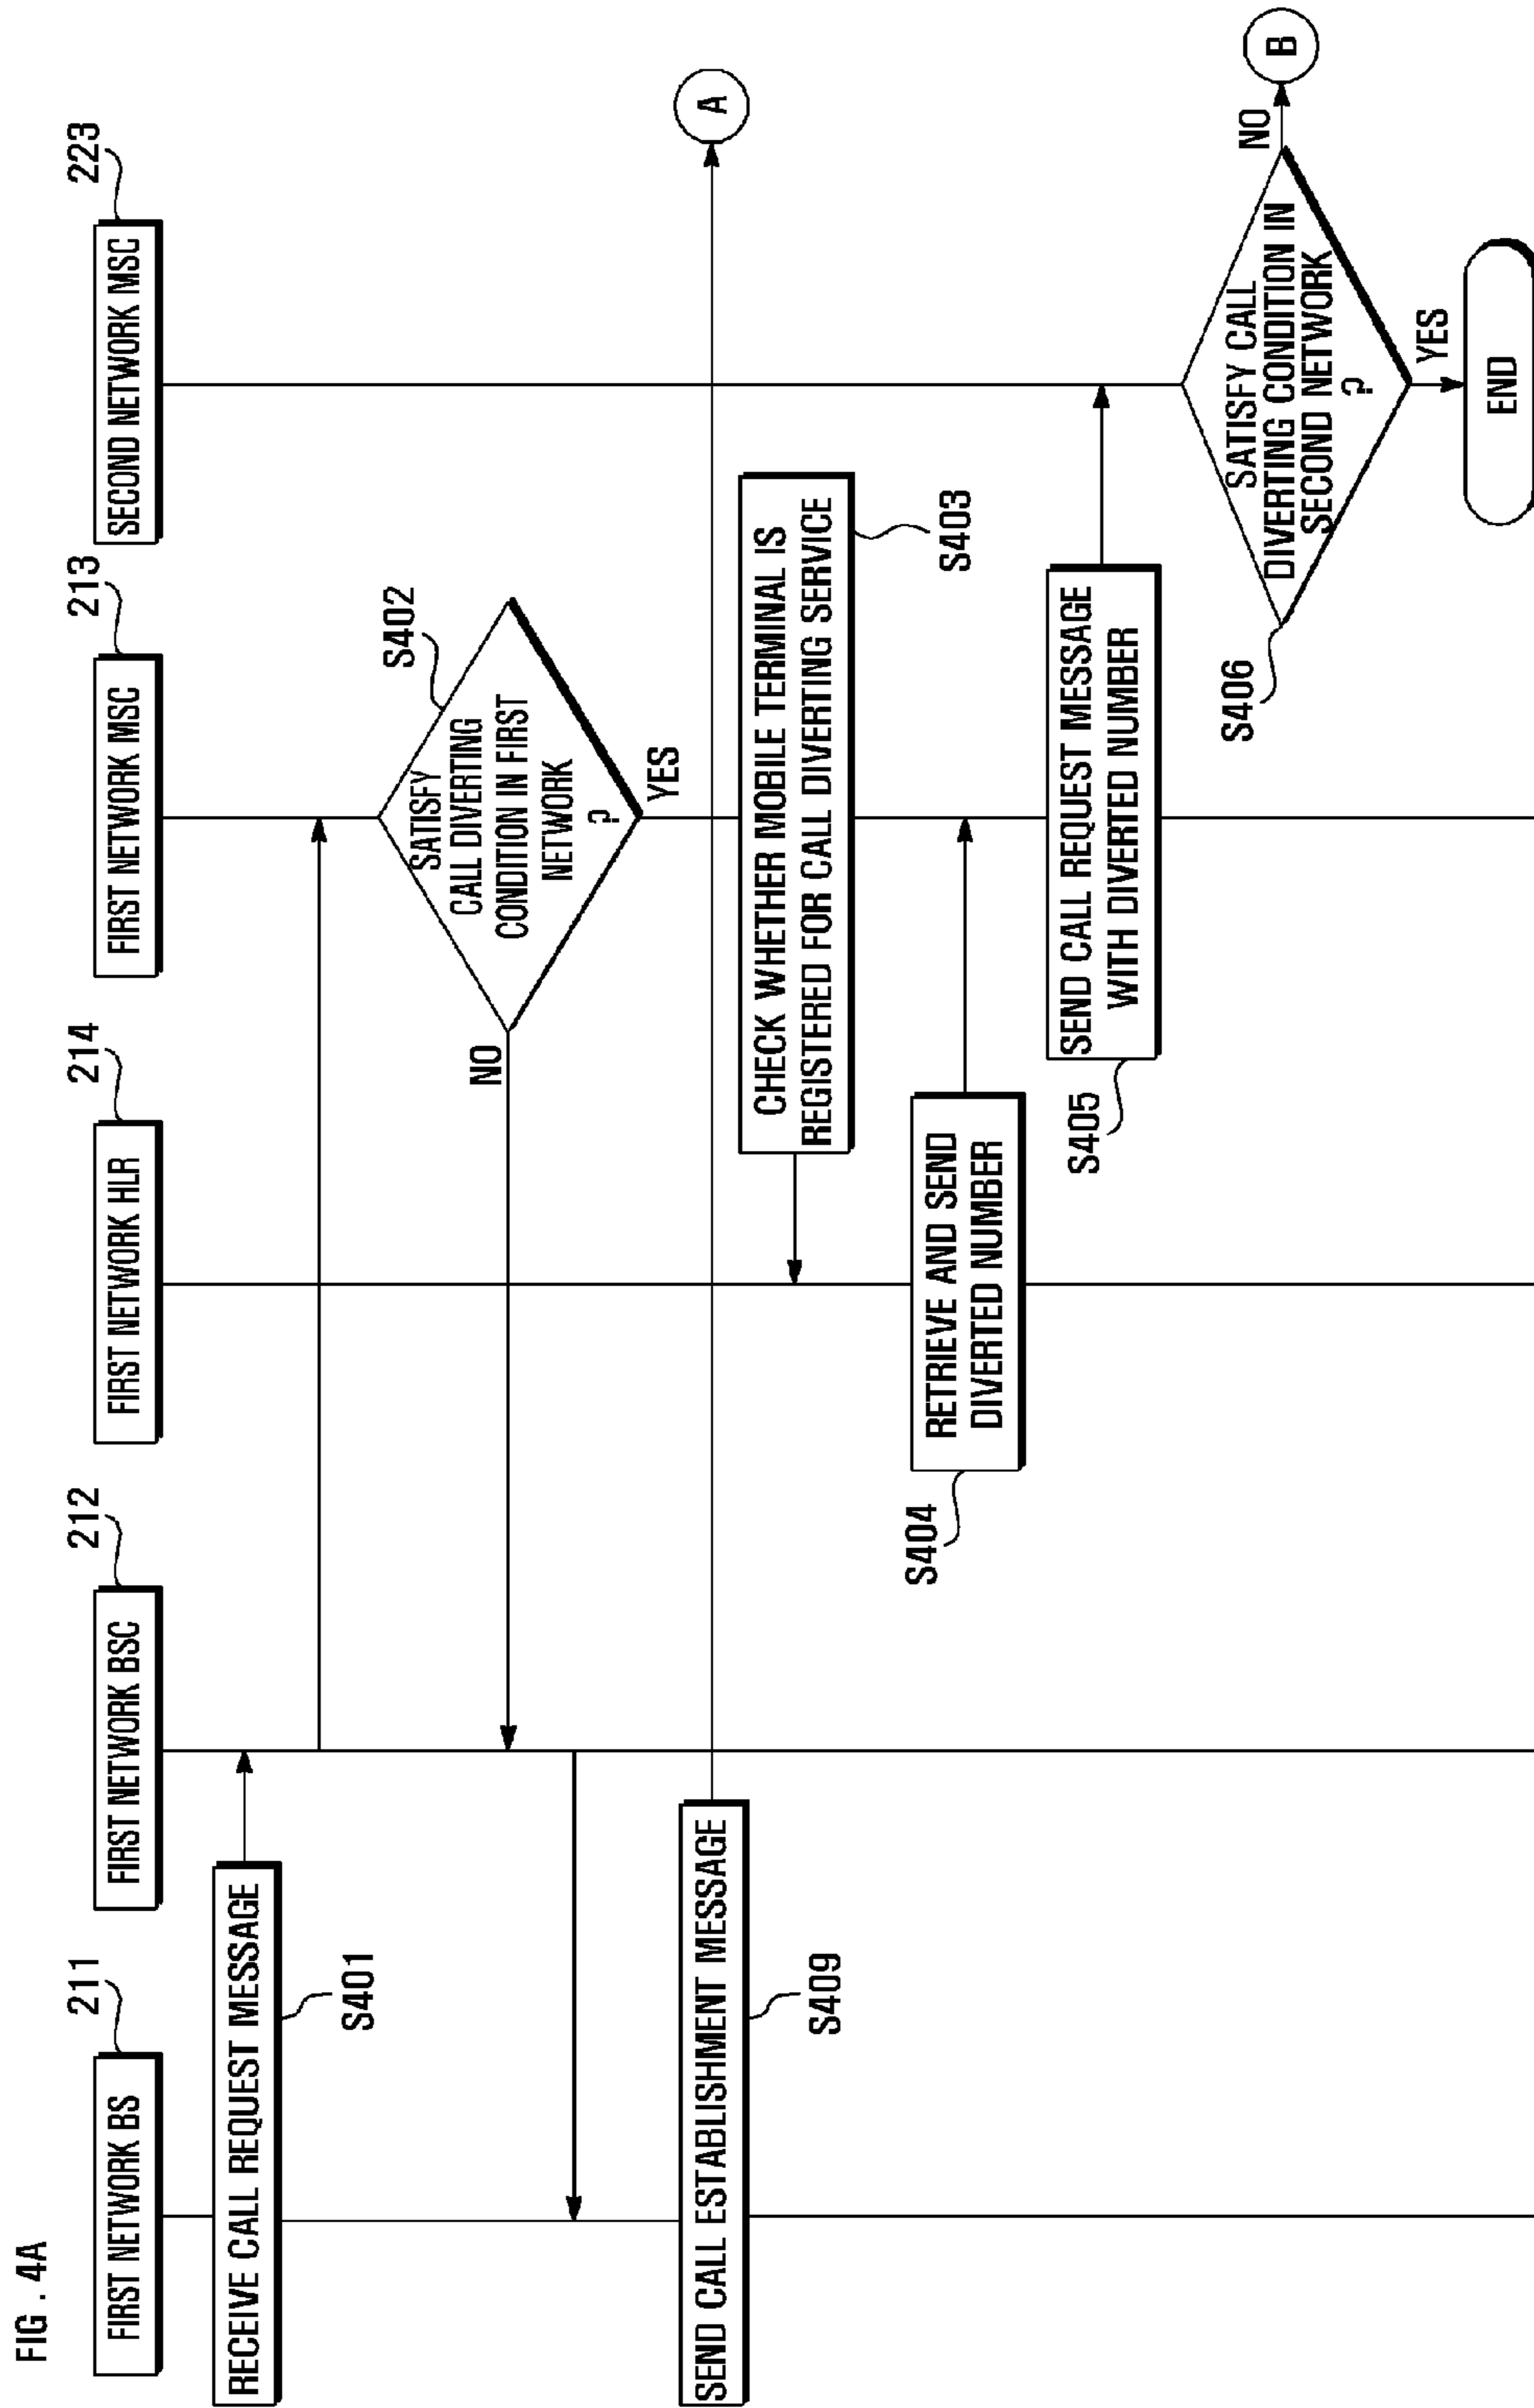 FIG . 4A
211
212
214
213
223
FIRST NETWORK BS
FIRST NETWORK BSC
FIRST NETWORK HLR
FIRST NETWORK MSC
SECOND NETWORK MSC
RECEIVE CALL REQUEST MESSAGE
S401
S402
SATISFY
CALL DIVERTING
CONDITION IN FIRST
NETWORK
?
NO
YES
SEND CALL ESTABLISHMENT MESSAGE
S409
A
CHECK WHETHER MOBILE TERMINAL IS
REGISTERED FOR CALL DIVERTING SERVICE
S403
RETRIEVE AND SEND
DIVERTED NUMBER
S404
SEND CALL REQUEST MESSAGE
WITH DIVERTED NUMBER
S405
SATISFY CALL
DIVERTING CONDITION IN
SECOND NETWORK
?
S406
NO
B
YES
END